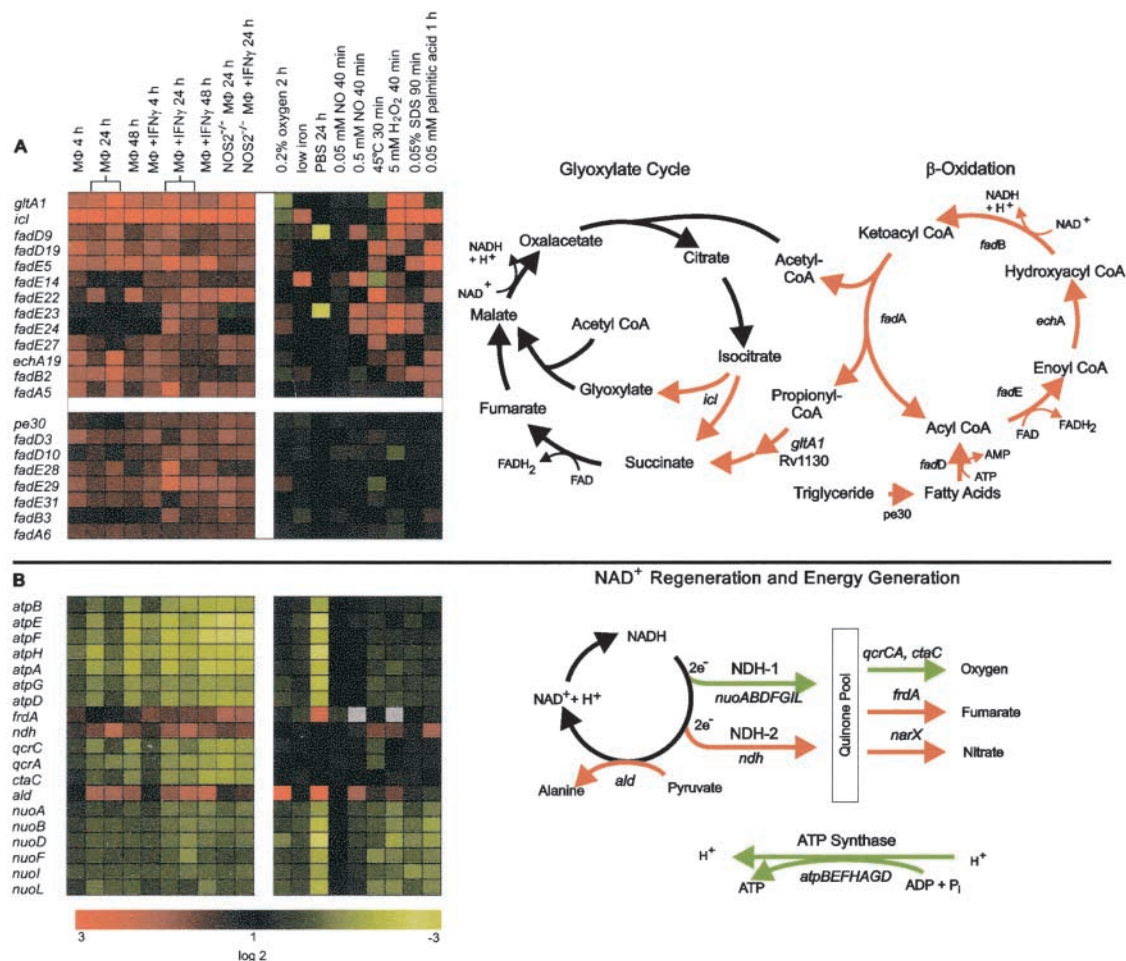 MΦ 4 h
MΦ 24 h
MΦ 48 h
MΦ +IFNγ 4 h
MΦ +IFNγ 24 h
MΦ +IFNγ 48 h
NOS2-/- MΦ 24 h
NOS2-/- MΦ +IFNγ 24 h
0.2% oxygen 2 h
low iron
PBS 24 h
0.05 mM NO 40 min
0.5 mM NO 40 min
45°C 30 min
5 mM H2O2 40 min
0.05% SDS 90 min
0.05 mM palmitic acid 1 h
A
gltA1
icl
fadD9
fadD19
fadE5
fadE14
fadE22
fadE23
fadE24
fadE27
echA19
fadB2
fadA5
pe30
fadD3
fadD10
fadE28
fadE29
fadE31
fadB3
fadA6
Glyoxylate Cycle
β-Oxidation
Oxalacetate
NADH
+ H+
NAD+
Malate
Citrate
Acetyl CoA
Isocitrate
Glyoxylate
icl
Fumarate
FADH2
FAD
Succinate
Acetyl-
CoA
Propionyl-
CoA
gltA1
Rv1130
Ketoacyl CoA
NADH
+ H+
NAD+
fadB
Hydroxyacyl CoA
fadA
echA
Enoyl CoA
fadE
Acyl CoA
FAD
FADH2
fadD
AMP
ATP
Triglyceride
pe30
Fatty Acids
B
atpB
atpE
atpF
atpH
atpA
atpG
atpD
frdA
ndh
qcrC
qcrA
ctaC
ald
nuoA
nuoB
nuoD
nuoF
nuoI
nuoL
3
1
-3
log 2
NAD+ Regeneration and Energy Generation
NADH
NAD+ + H+
2e-
NDH-1
nuoABDFGIL
2e-
NDH-2
ndh
Alanine
ald
Pyruvate
Quinone Pool
qcrCA, ctaC
Oxygen
frdA
Fumarate
narX
Nitrate
ATP Synthase
H+
H+
atpBEFHAGD
ATP
ADP + Pi